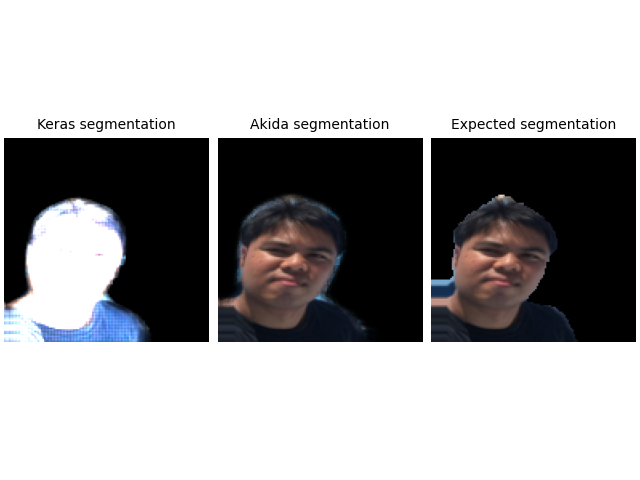 Keras segmentation
Akida segmentation
Expected segmentation